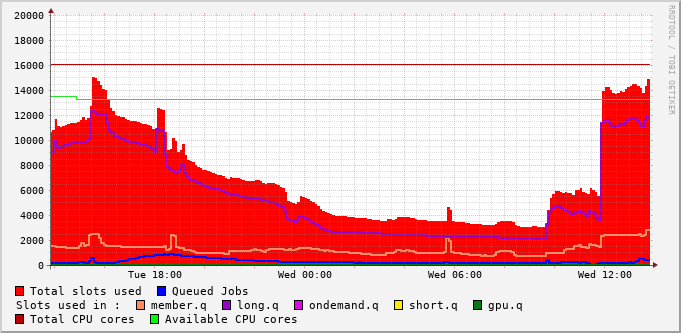 20000
18000
16000
14000
12000
10000
8000
6000
4000
2000
0
Tue 18:00 Wed 00:00 Wed 06:00 Wed 12:00
RRDTOOL / TOBI OETIKER
Total slots used Queued Jobs
Slots used in : member.q long.q ondemand.q short.q gpu.q
Total CPU cores Available CPU cores